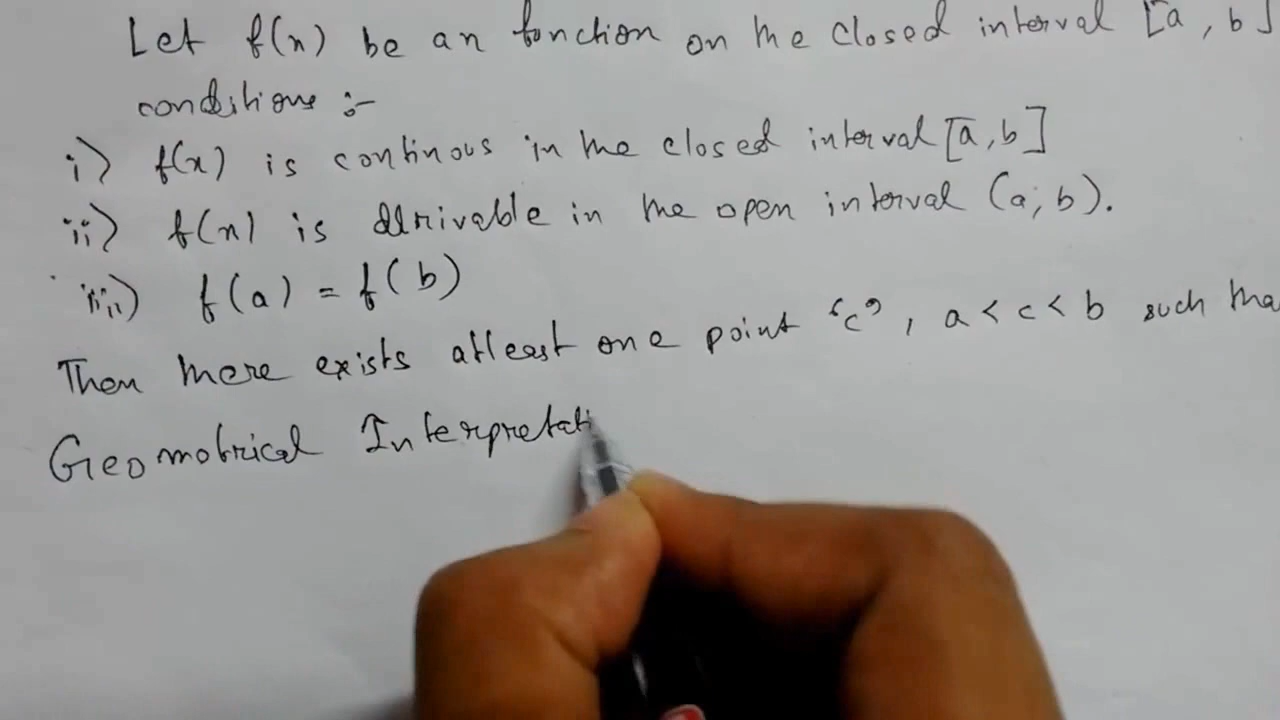 Let f(x) be an function on the closed interval [a, b]
conditions :-
i) f(x) is continous in the closed interval [a, b]
ii) f(x) is derivable in the open interval (a, b).
iii) f(a) = f(b)
Then there exists atleast one point 'c', a < c < b such tha
Geometrical Interpretati